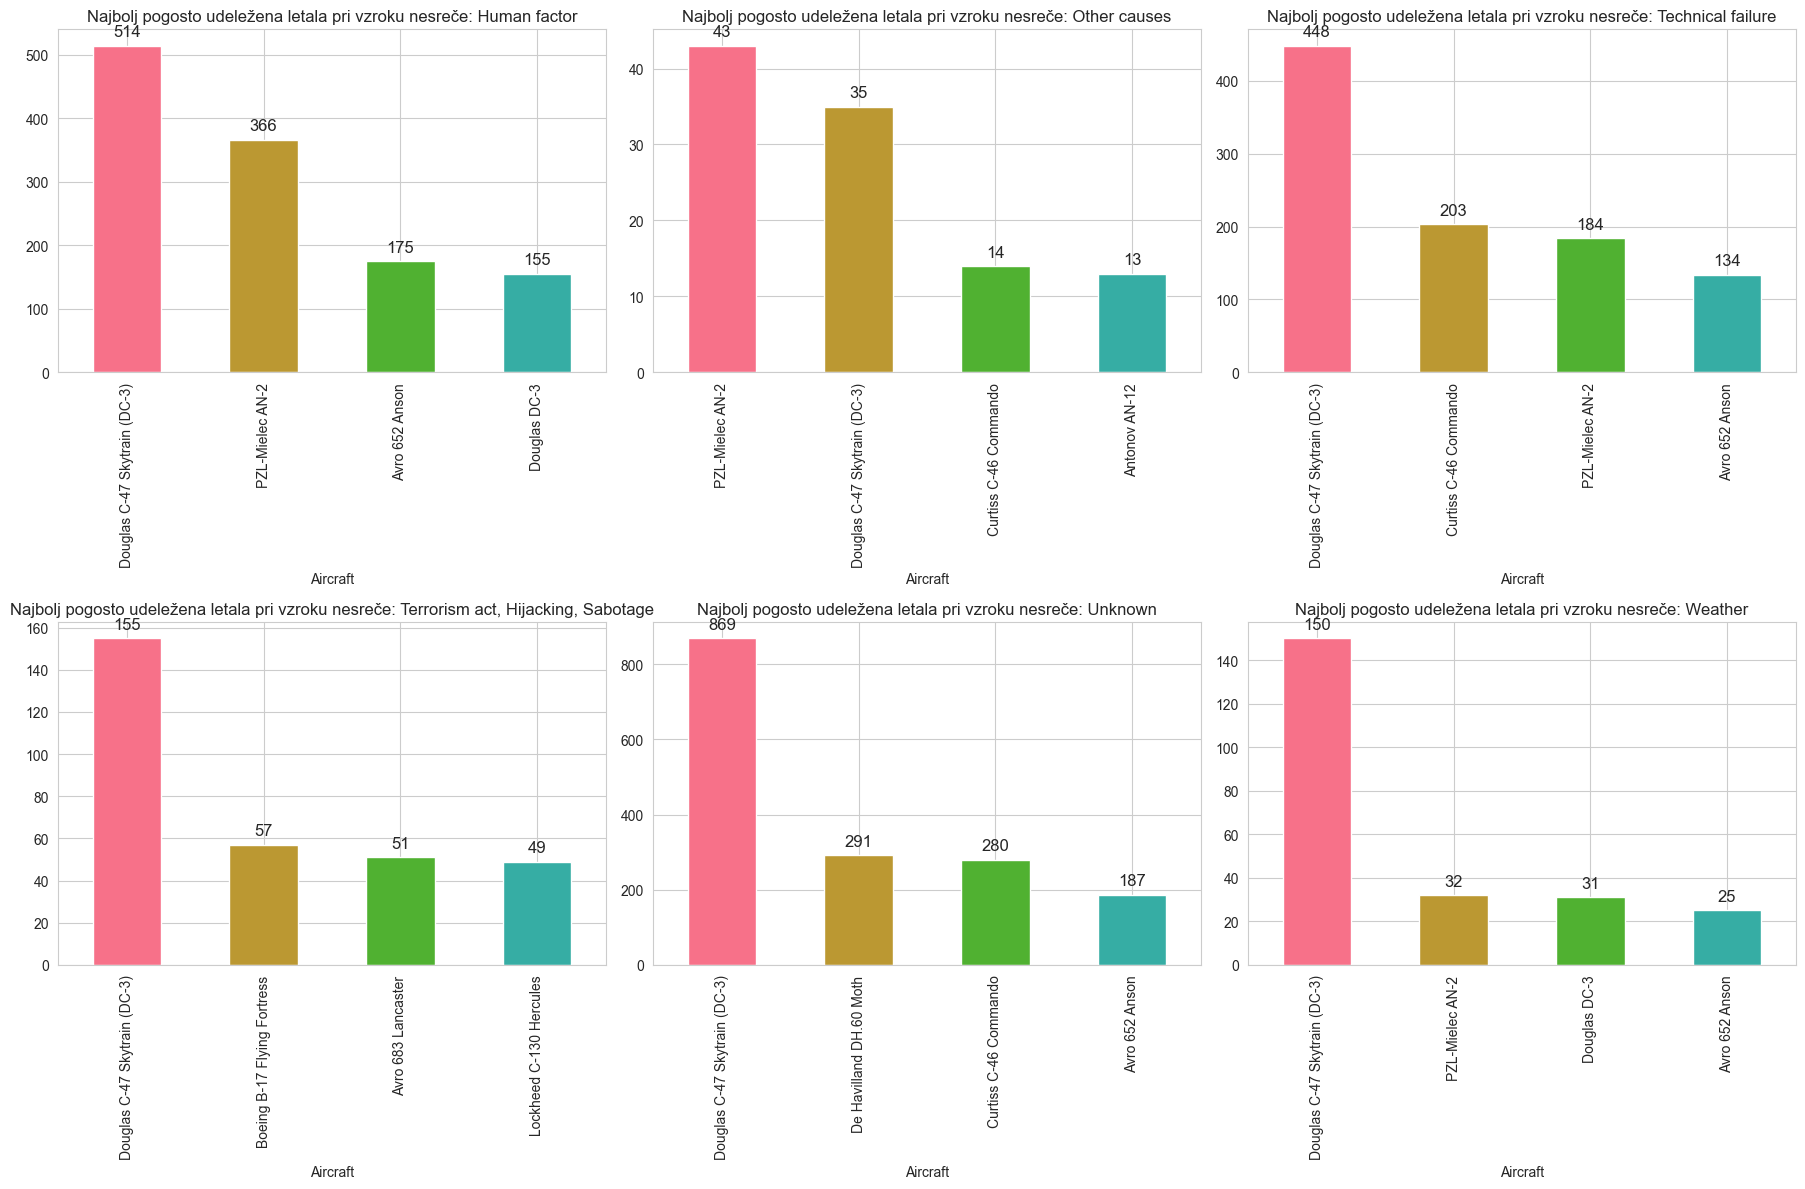 Najbolj pogosto udeležena letala pri vzroku nesreče: Human factor
514
500
400
366
300
200
175
155
100
0
Douglas C-47 Skytrain (DC-3)
PZL-Mielec AN-2
Avro 652 Anson
Douglas DC-3
Aircraft
Najbolj pogosto udeležena letala pri vzroku nesreče: Other causes
43
40
35
30
20
14
13
10
0
PZL-Mielec AN-2
Douglas C-47 Skytrain (DC-3)
Curtiss C-46 Commando
Antonov AN-12
Aircraft
Najbolj pogosto udeležena letala pri vzroku nesreče: Technical failure
448
400
300
203
200
184
134
100
0
Douglas C-47 Skytrain (DC-3)
Curtiss C-46 Commando
PZL-Mielec AN-2
Avro 652 Anson
Aircraft
Najbolj pogosto udeležena letala pri vzroku nesreče: Terrorism act, Hijacking, Sabotage
160
155
140
120
100
80
60
57
51
49
40
20
0
Douglas C-47 Skytrain (DC-3)
Boeing B-17 Flying Fortress
Avro 683 Lancaster
Lockheed C-130 Hercules
Aircraft
Najbolj pogosto udeležena letala pri vzroku nesreče: Unknown
869
800
600
400
291
280
200
187
0
Douglas C-47 Skytrain (DC-3)
De Havilland DH.60 Moth
Curtiss C-46 Commando
Avro 652 Anson
Aircraft
Najbolj pogosto udeležena letala pri vzroku nesreče: Weather
150
140
120
100
80
60
40
32
31
25
20
0
Douglas C-47 Skytrain (DC-3)
PZL-Mielec AN-2
Douglas DC-3
Avro 652 Anson
Aircraft